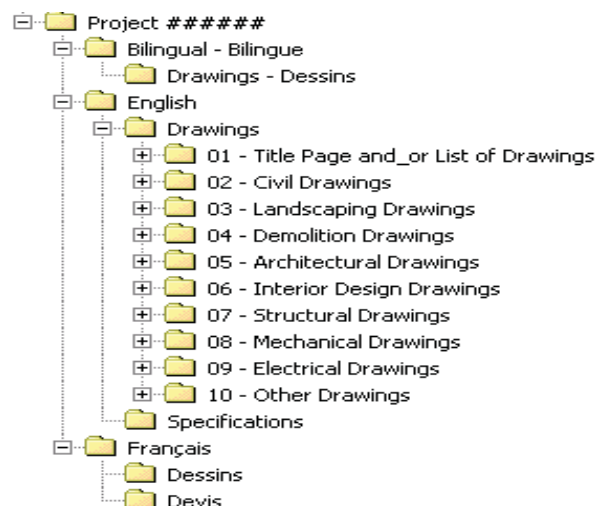 Project ######
Bilingual - Bilingue
Drawings - Dessins
English
Drawings
01 - Title Page and_or List of Drawings
02 - Civil Drawings
03 - Landscaping Drawings
04 - Demolition Drawings
05 - Architectural Drawings
06 - Interior Design Drawings
07 - Structural Drawings
08 - Mechanical Drawings
09 - Electrical Drawings
10 - Other Drawings
Specifications
Français
Dessins
Devis